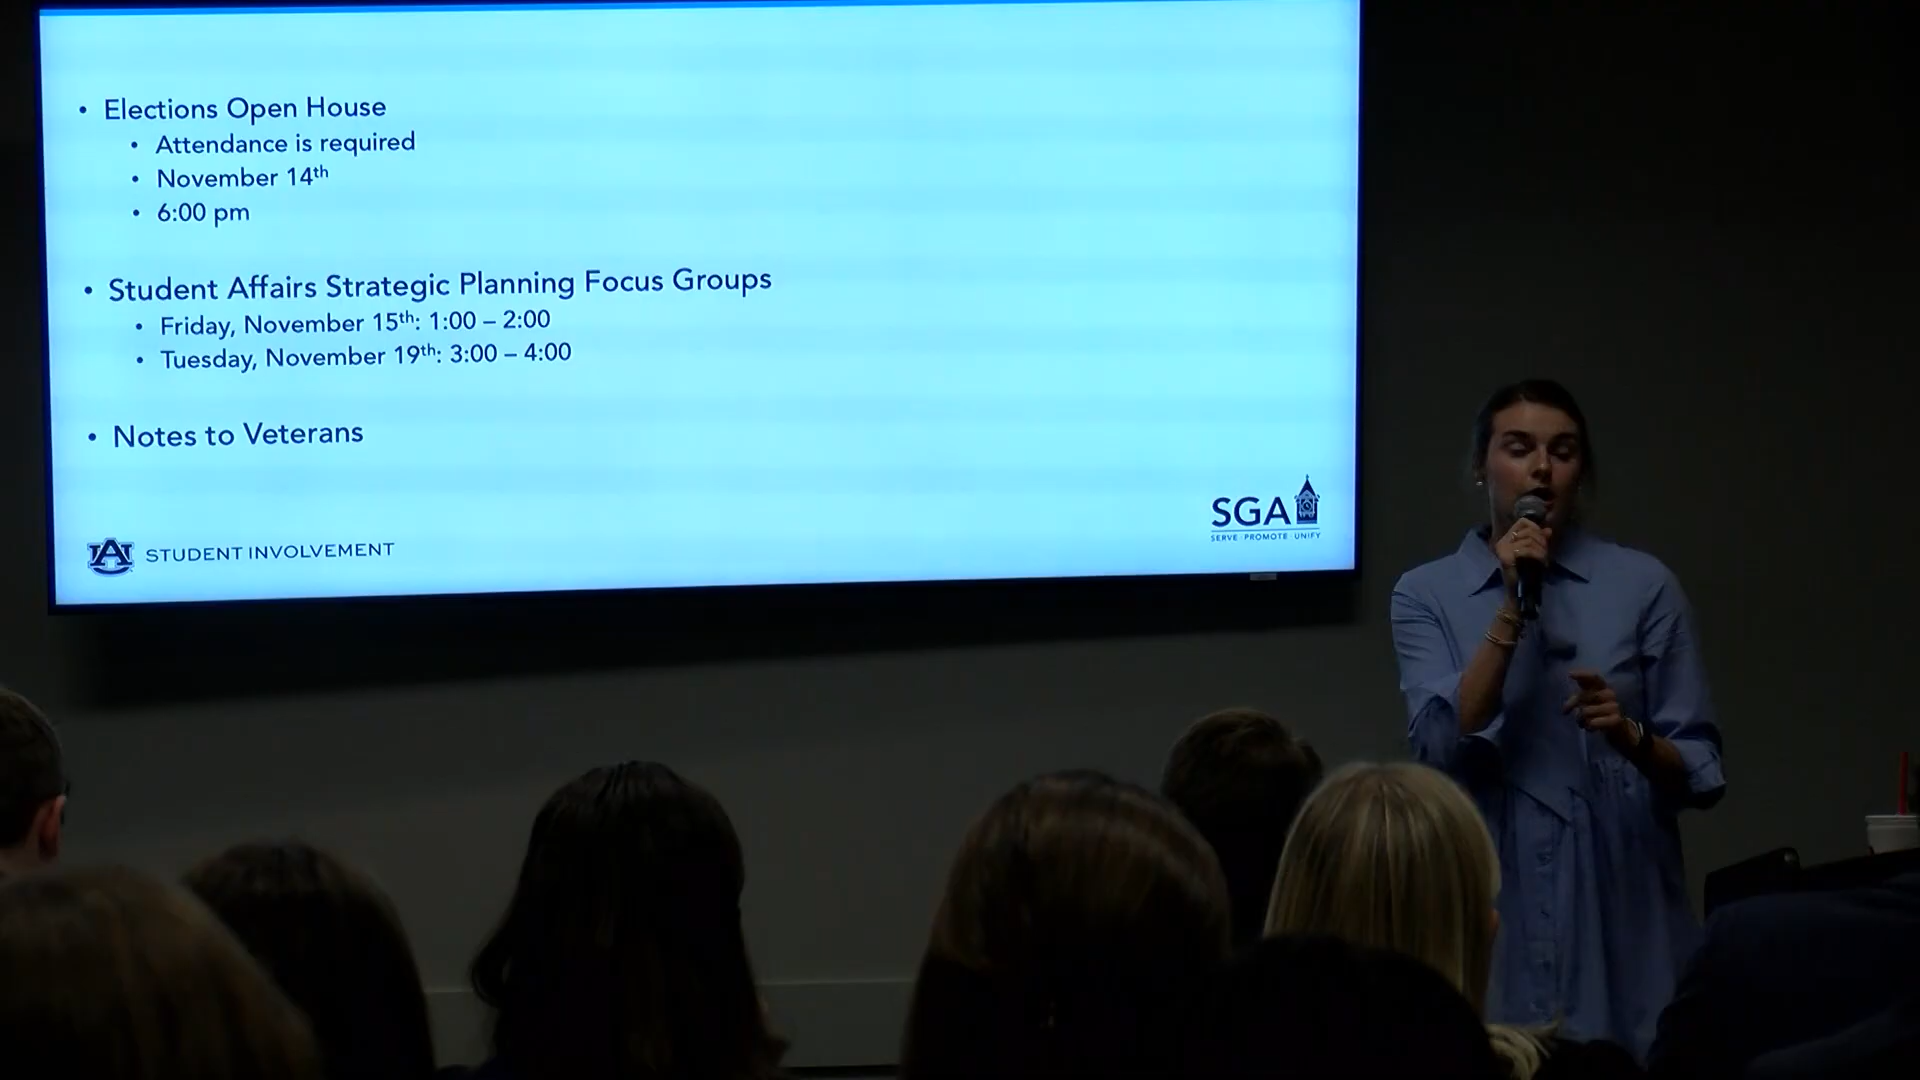 • Elections Open House
• Attendance is required
• November 14th
• 6:00 pm
• Student Affairs Strategic Planning Focus Groups
• Friday, November 15th: 1:00 – 2:00
• Tuesday, November 19th: 3:00 – 4:00
• Notes to Veterans
AU STUDENT INVOLVEMENT
SGA
SERVE · PROMOTE · UNIFY